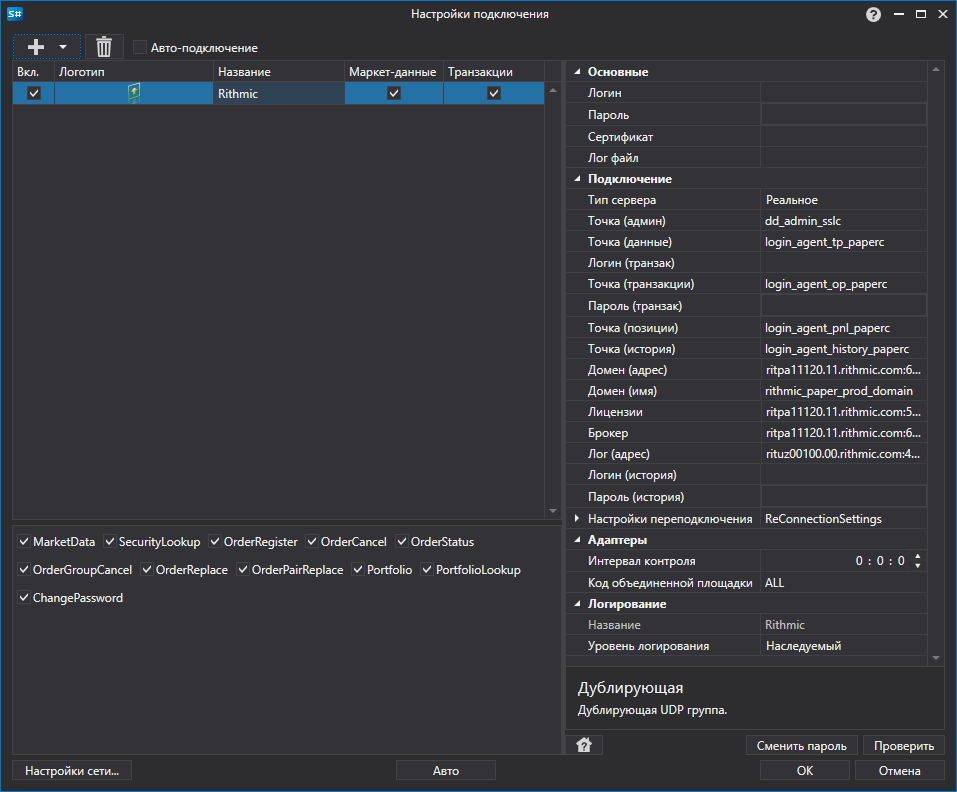 S#
Настройки подключения
?
Авто-подключение
Вкл. Логотип Название Маркет-данные Транзакции
Rithmic
MarketData SecurityLookup OrderRegister OrderCancel OrderStatus
OrderGroupCancel OrderReplace OrderPairReplace Portfolio PortfolioLookup
ChangePassword
Основные
Логин
Пароль
Сертификат
Лог файл
Подключение
Тип сервера Реальное
Точка (админ) dd_admin_sslc
Точка (данные) login_agent_tp_paperc
Логин (транзак)
Точка (транзакции) login_agent_op_paperc
Пароль (транзак)
Точка (позиции) login_agent_pnl_paperc
Точка (история) login_agent_history_paperc
Домен (адрес) ritpa11120.11.rithmic.com:6...
Домен (имя) rithmic_paper_prod_domain
Лицензии ritpa11120.11.rithmic.com:5...
Брокер ritpa11120.11.rithmic.com:6...
Лог (адрес) rituz00100.00.rithmic.com:4...
Логин (история)
Пароль (история)
Настройки переподключения ReConnectionSettings
Адаптеры
Интервал контроля 0 : 0 : 0
Код объединенной площадки ALL
Логирование
Название Rithmic
Уровень логирования Наследуемый
Дублирующая
Дублирующая UDP группа.
? Сменить пароль Проверить
Настройки сети... Авто OK Отмена